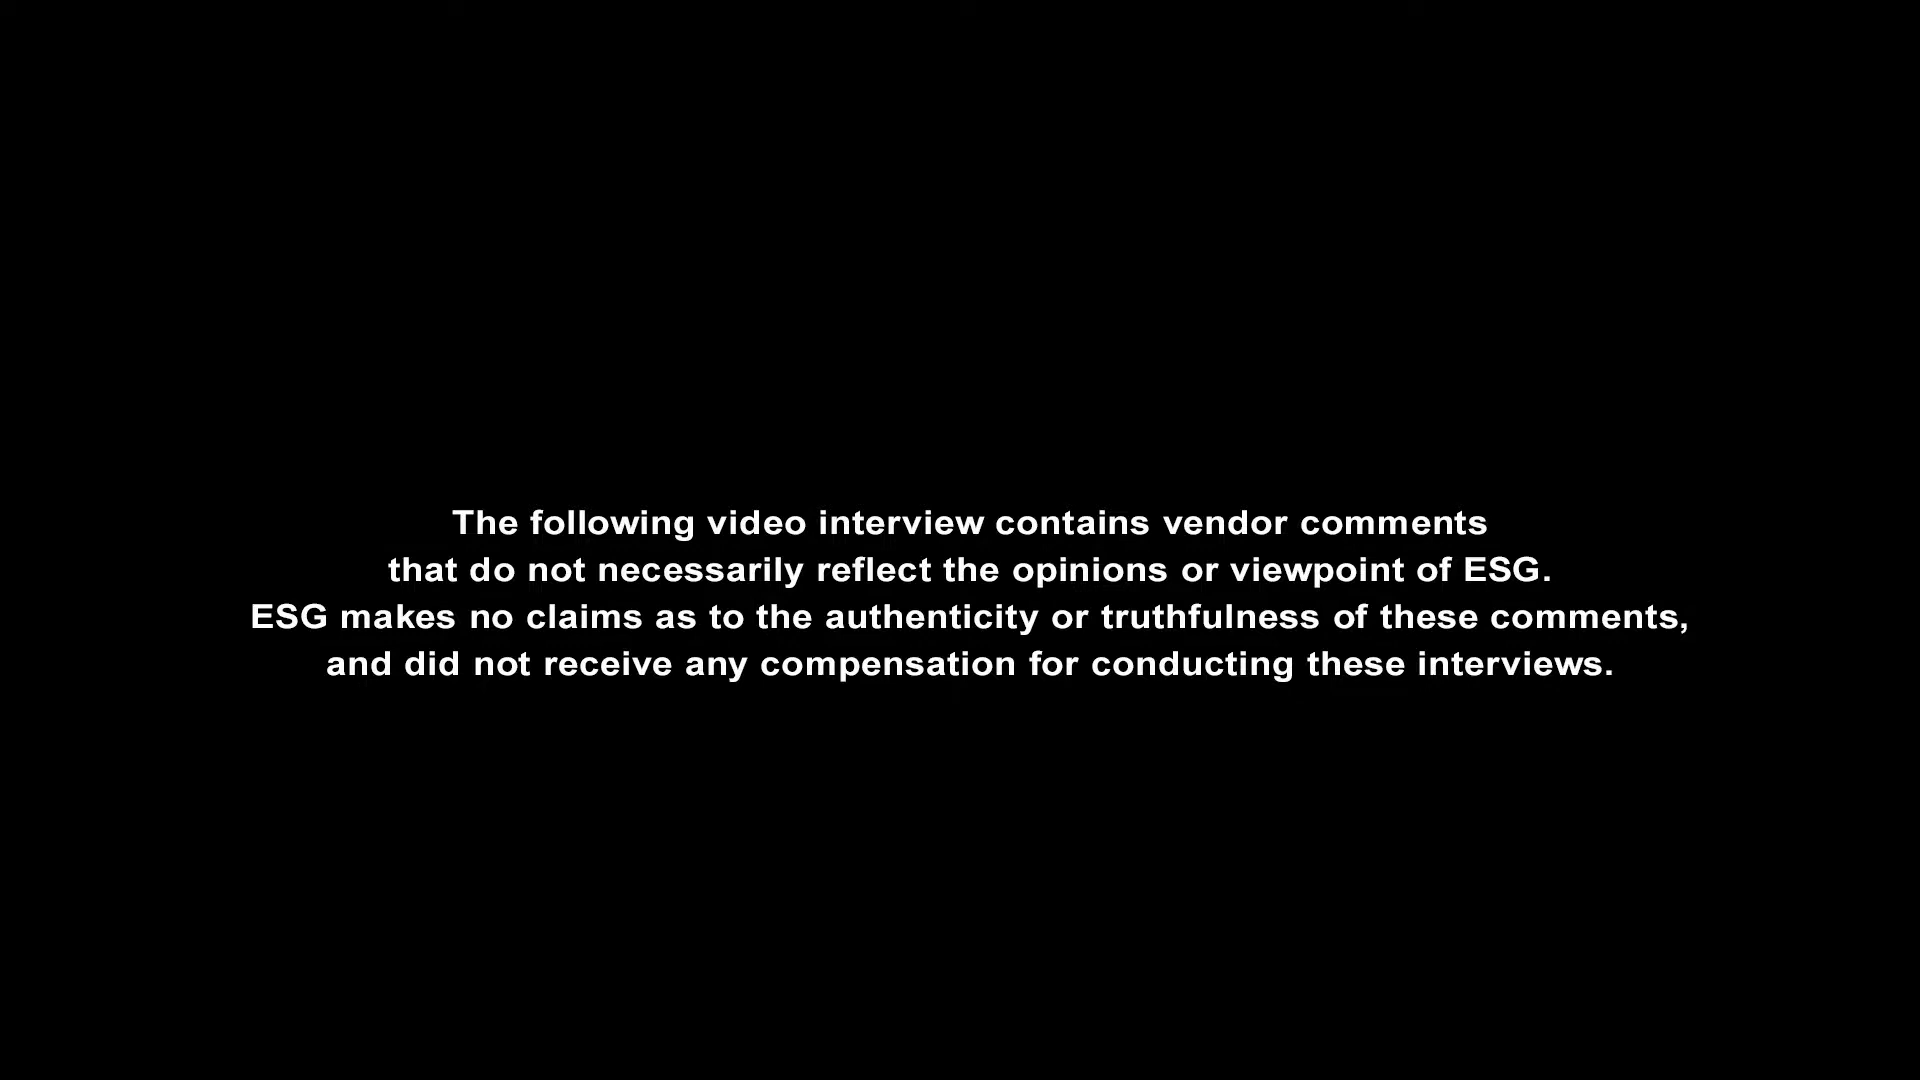 The following video interview contains vendor comments
that do not necessarily reflect the opinions or viewpoint of ESG.
ESG makes no claims as to the authenticity or truthfulness of these comments,
and did not receive any compensation for conducting these interviews.